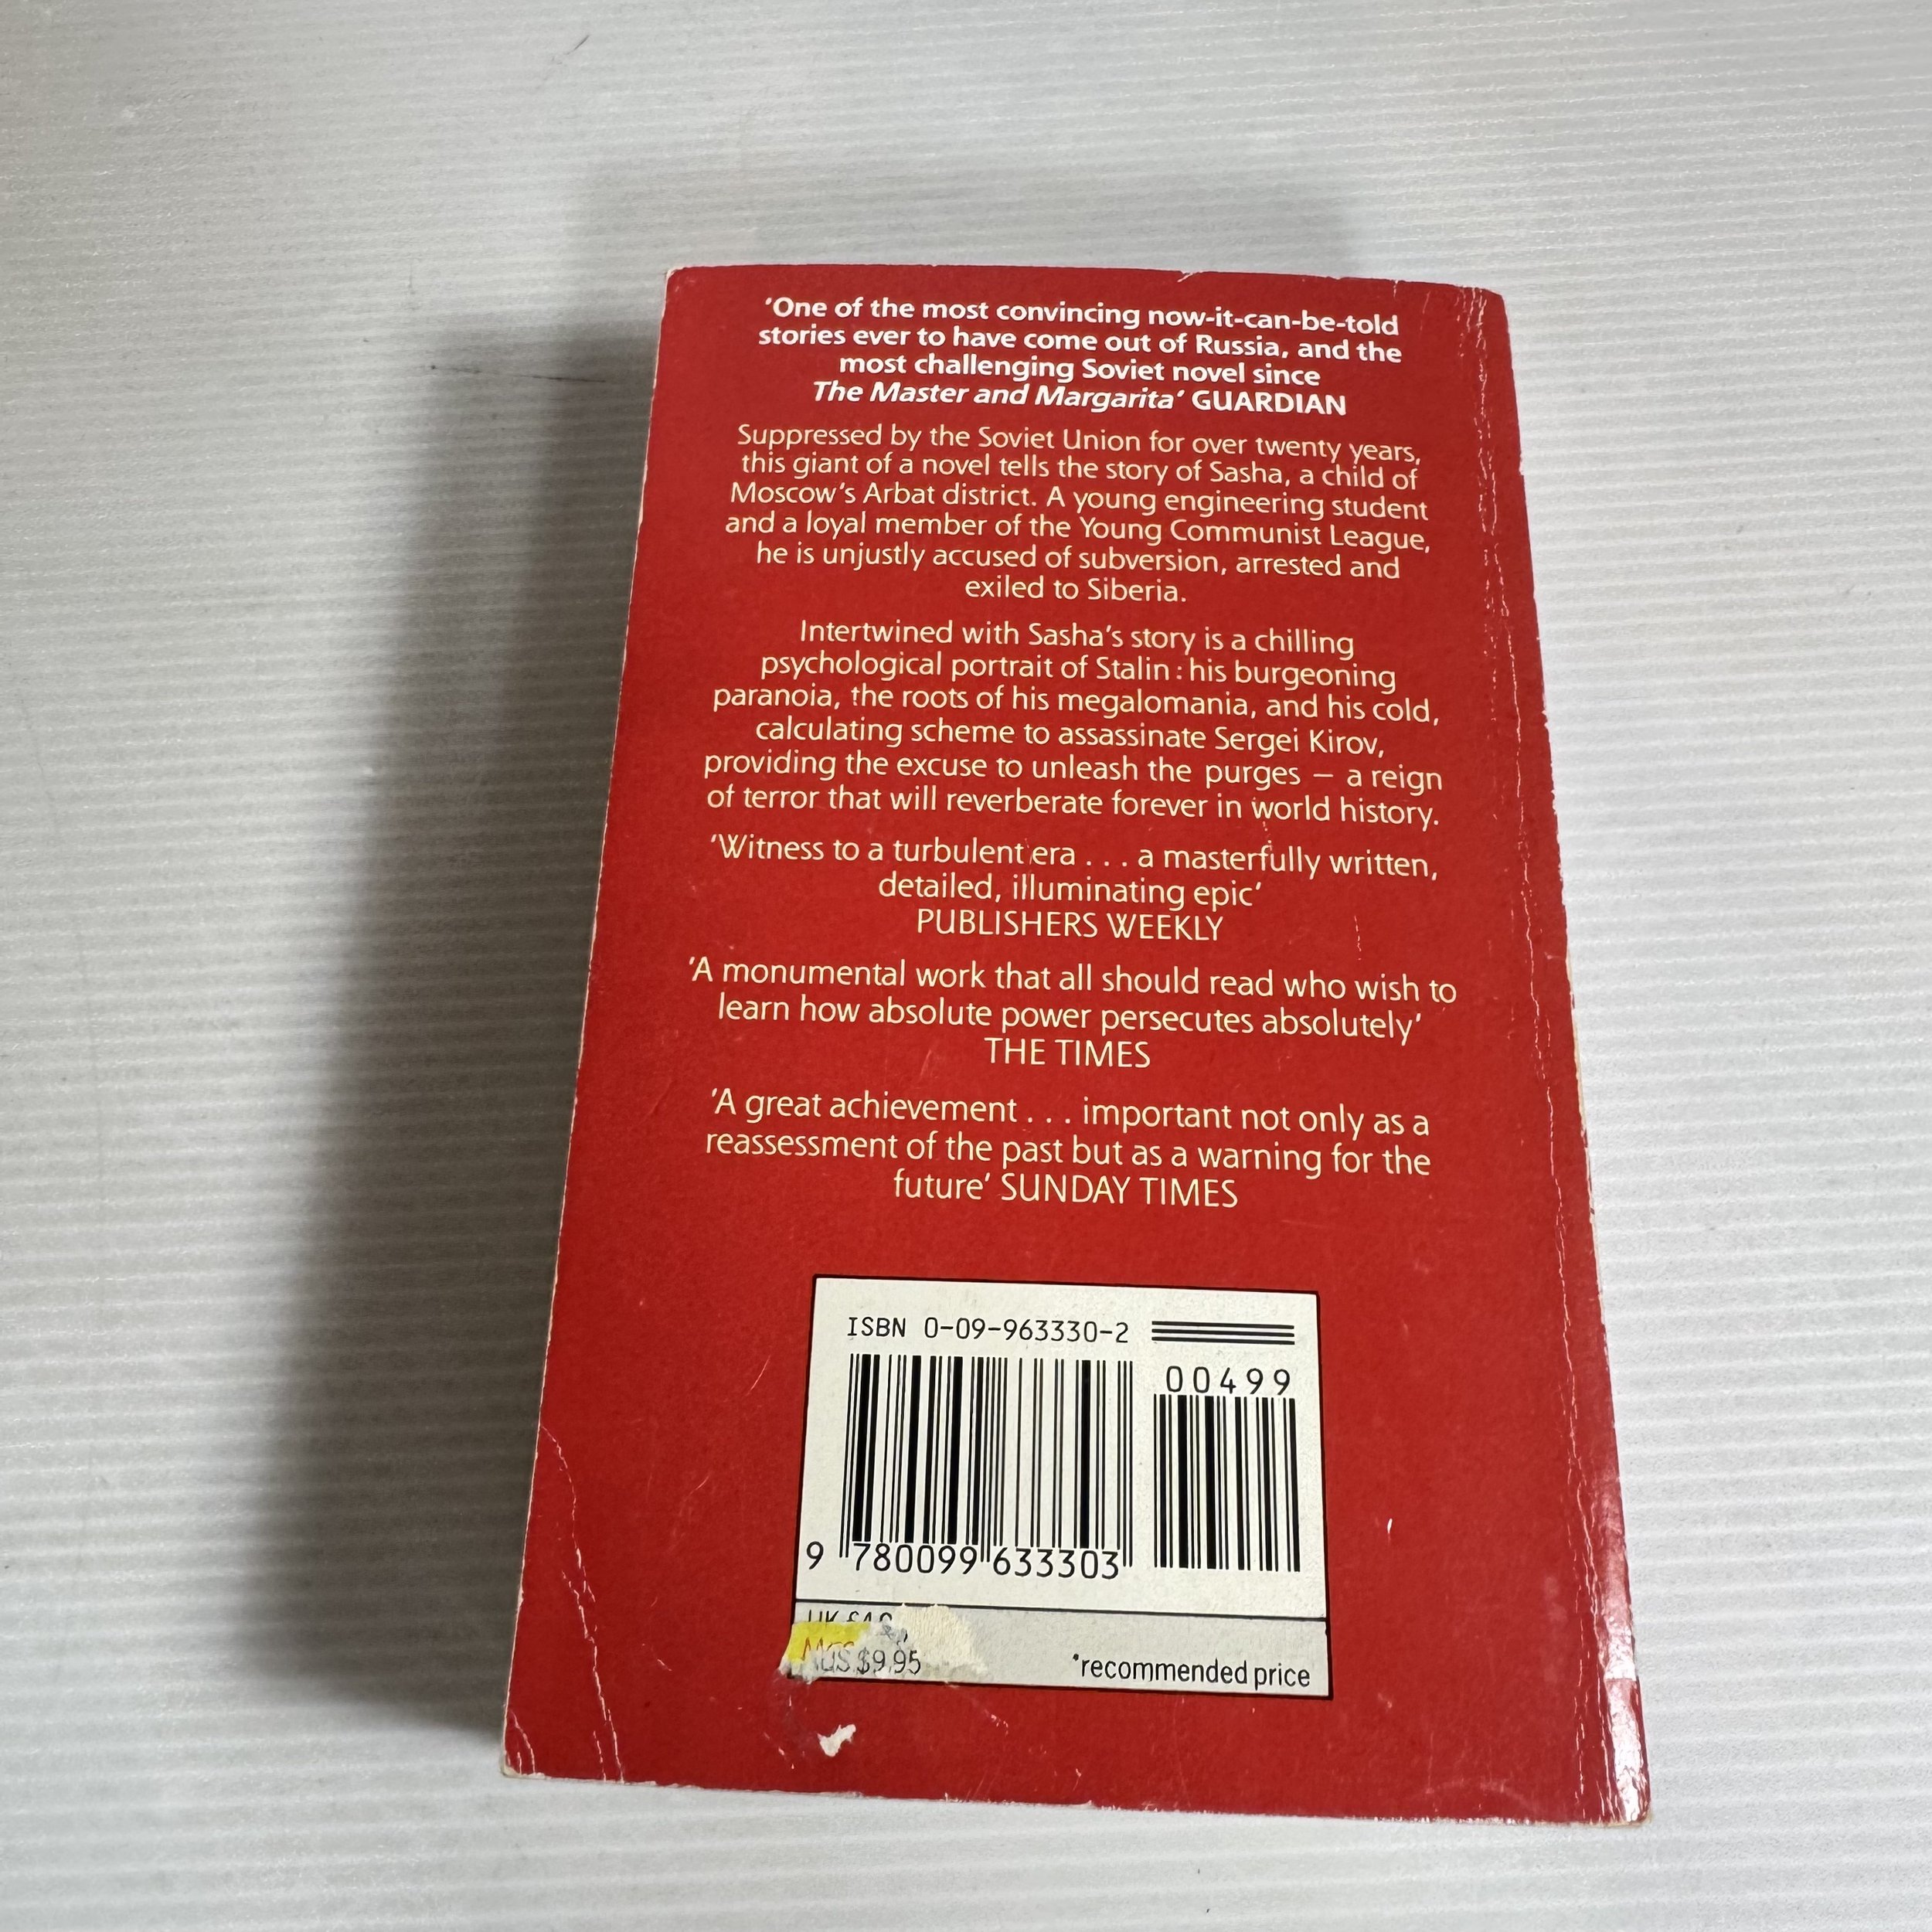 'One of the most convincing now-it-can-be-told
stories ever to have come out of Russia, and the
most challenging Soviet novel since
The Master and Margarita' GUARDIAN
Suppressed by the Soviet Union for over twenty years,
this giant of a novel tells the story of Sasha, a child of
Moscow's Arbat district. A young engineering student
and a loyal member of the Young Communist League,
he is unjustly accused of subversion, arrested and
exiled to Siberia.
Intertwined with Sasha's story is a chilling
psychological portrait of Stalin : his burgeoning
paranoia, the roots of his megalomania, and his cold,
calculating scheme to assassinate Sergei Kirov,
providing the excuse to unleash the purges – a reign
of terror that will reverberate forever in world history.
'Witness to a turbulent era . . . a masterfully written,
detailed, illuminating epic'
PUBLISHERS WEEKLY
'A monumental work that all should read who wish to
learn how absolute power persecutes absolutely'
THE TIMES
'A great achievement . . . important not only as a
reassessment of the past but as a warning for the
future' SUNDAY TIMES
ISBN 0-09-963330-2
00499
9 780099 633303
UK
$9.95
*recommended price